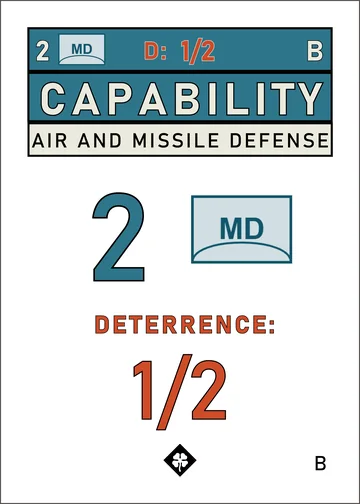 2 MD D: 1/2 B
CAPABILITY
AIR AND MISSILE DEFENSE
2 MD
DETERRENCE:
1/2
B